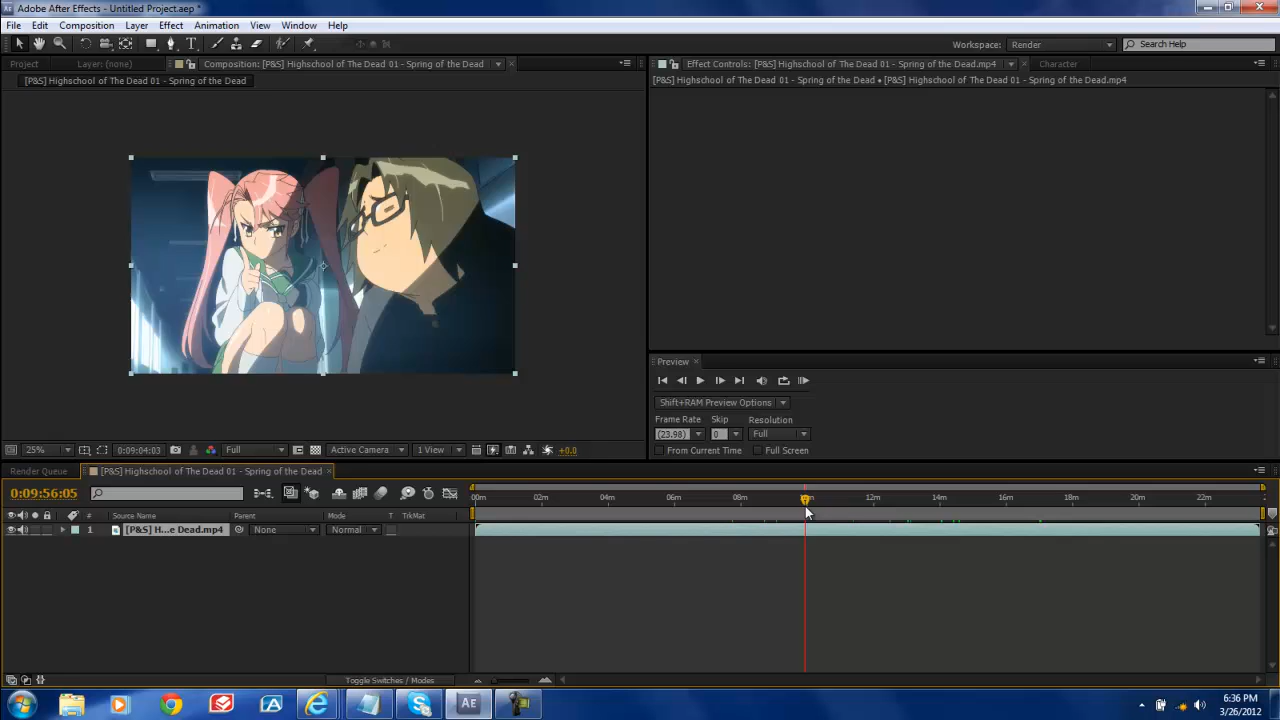 Adobe After Effects - Untitled Project.aep *
File Edit Composition Layer Effect Animation View Window Help
Workspace: Render Search Help
Project Layer: (none) Composition: [P&S] Highschool of The Dead 01 - Spring of the Dead
Effect Controls: [P&S] Highschool of The Dead 01 - Spring of the Dead.mp4 Character
[P&S] Highschool of The Dead 01 - Spring of the Dead
[P&S] Highschool of The Dead 01 - Spring of the Dead • [P&S] Highschool of The Dead 01 - Spring of the Dead.mp4
Preview
Shift+RAM Preview Options
Frame Rate Skip Resolution
(23.98) 0 Full
From Current Time Full Screen
25% 0:09:04:03 Full Active Camera 1 View +0.0
Render Queue [P&S] Highschool of The Dead 01 - Spring of the Dead
0:09:56:05
00m 02m 04m 06m 08m 12m 14m 16m 18m 20m 22m
# Source Name Parent Mode T TrkMat
1 [P&S] H...e Dead.mp4 None Normal
Toggle Switches / Modes
AE
6:36 PM
3/26/2012